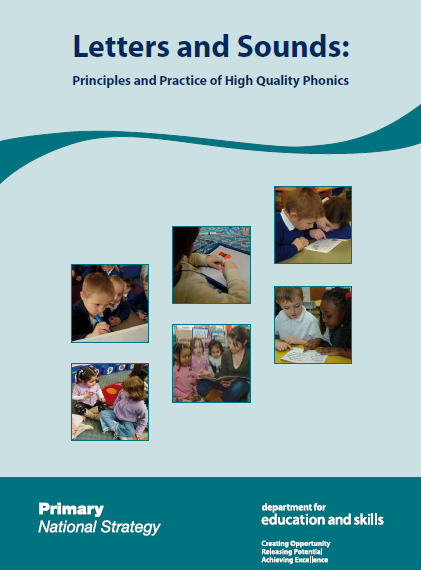 Letters and Sounds:
Principles and Practice of High Quality Phonics
Primary
National Strategy
department for
education and skills
Creating Opportunity
Releasing Potential
Achieving Excellence